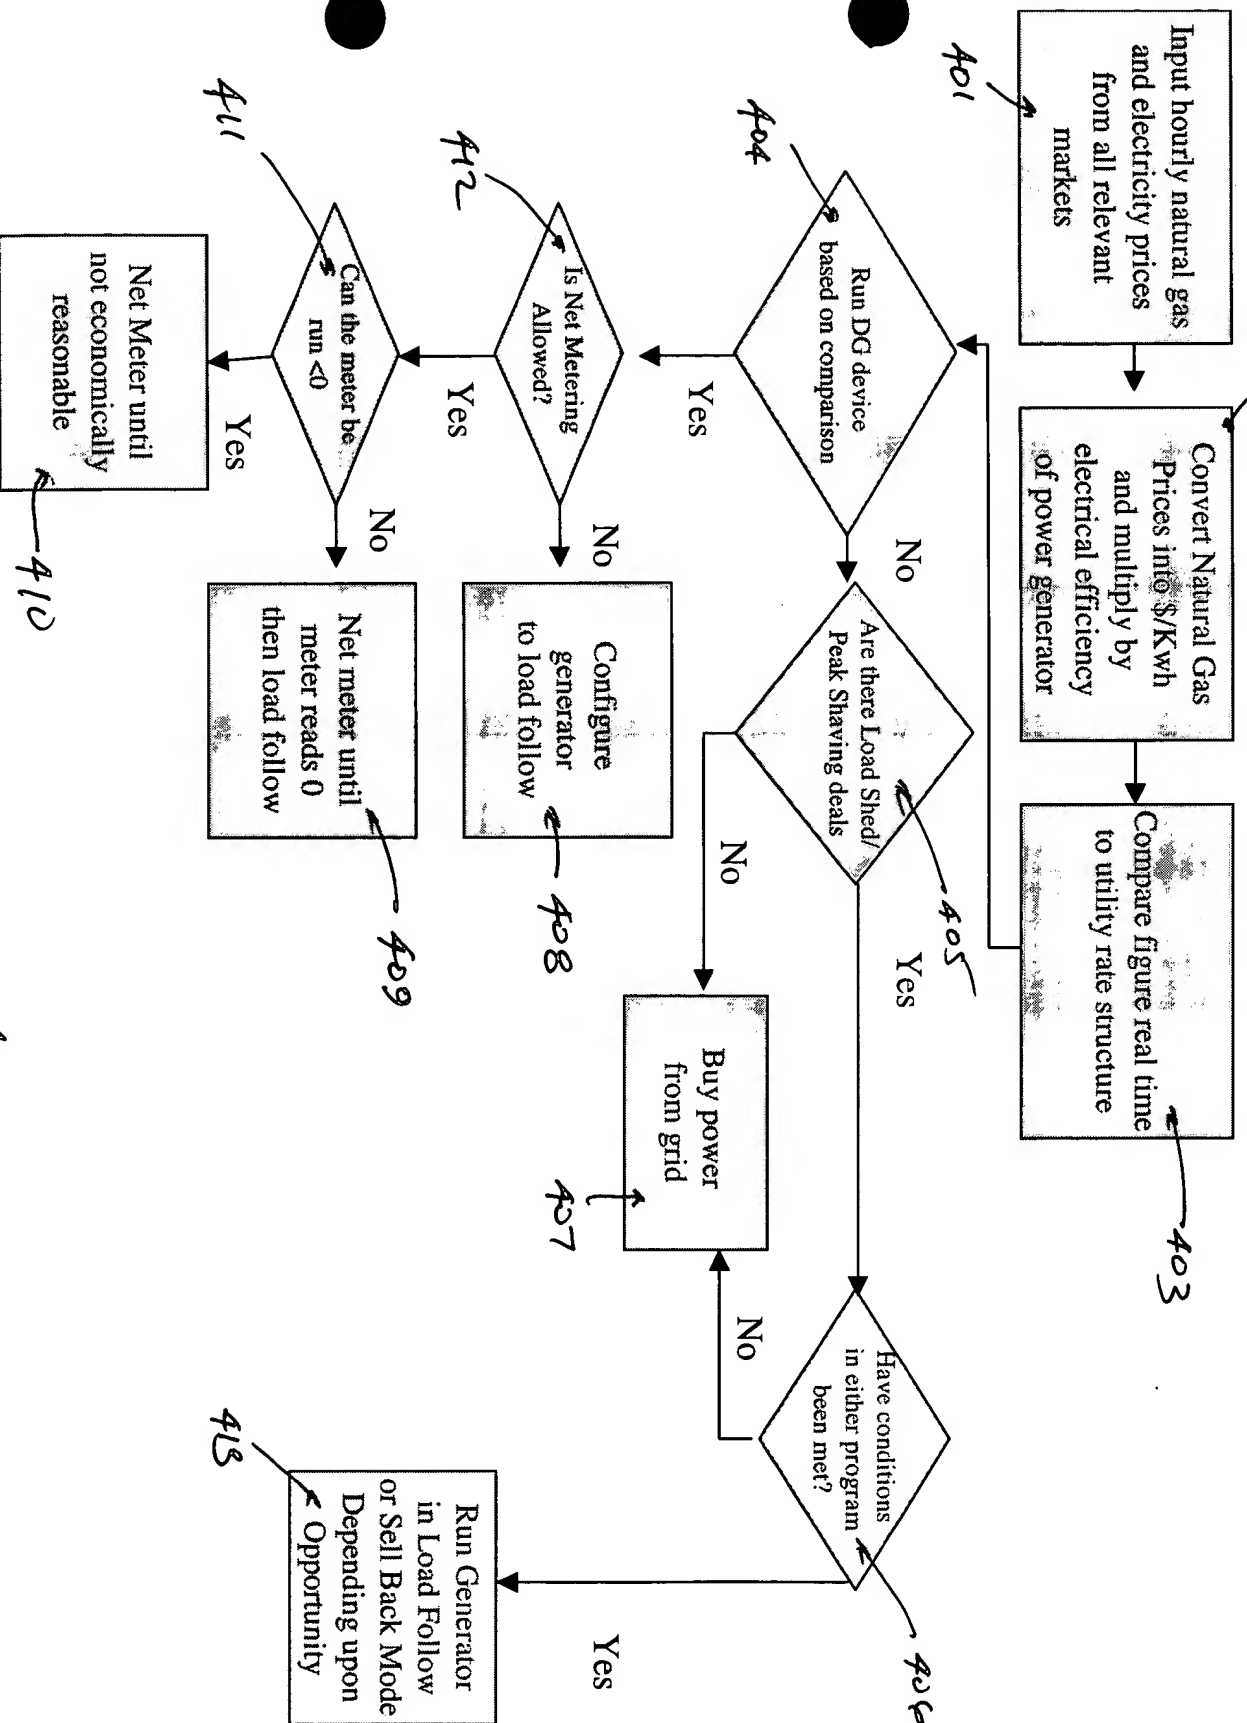 Input hourly natural gas
and electricity prices
from all relevant
markets
401
Convert Natural Gas
Prices into $/Kwh
and multiply by
electrical efficiency
of power generator
Compare figure real time
to utility rate structure
403
Run DG device
based on comparison
404
No
Yes
Are there Load Shed/
Peak Shaving deals
405
Yes
No
Have conditions
in either program
been met?
406
No
Yes
Buy power
from grid
407
Is Net Metering
Allowed?
412
No
Yes
Configure
generator
to load follow
408
Can the meter be
run <0
411
No
Yes
Net meter until
meter reads 0
then load follow
409
Net Meter until
not economically
reasonable
410
Run Generator
in Load Follow
or Sell Back Mode
Depending upon
Opportunity
413